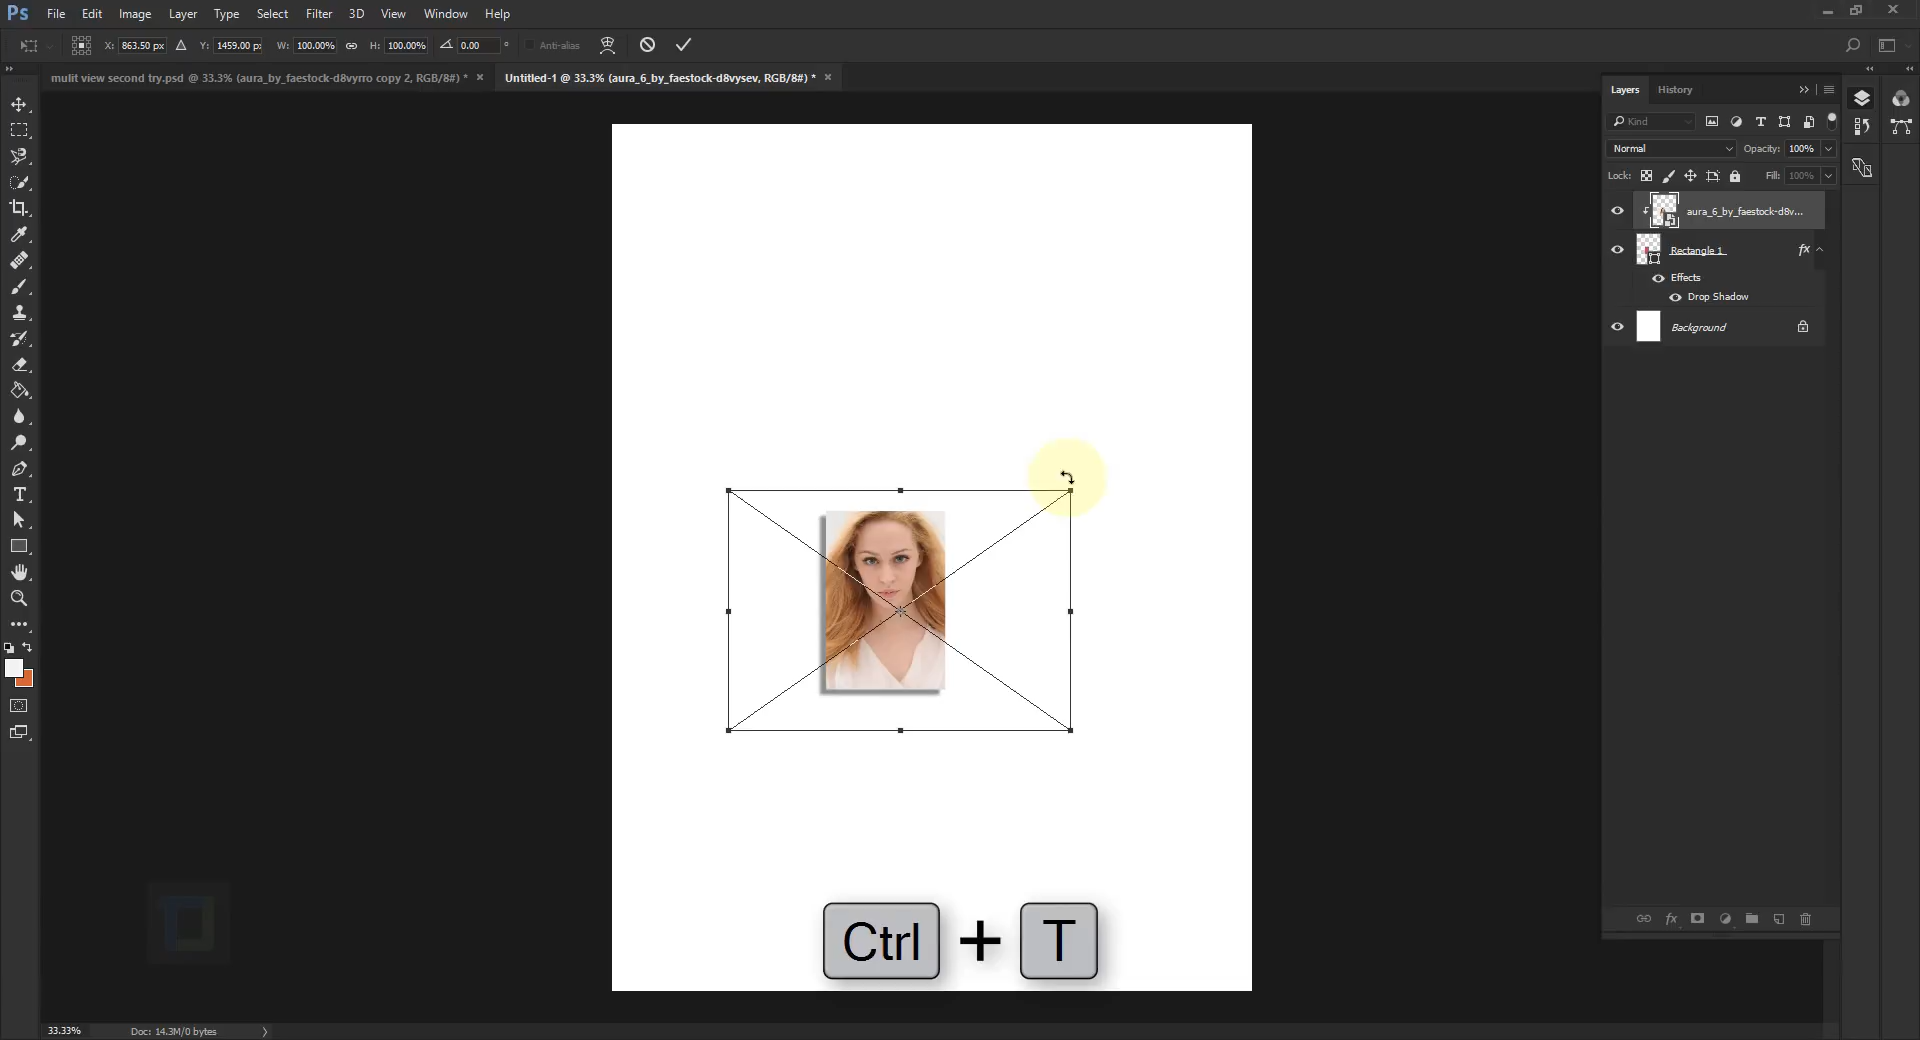 Ps File Edit Image Layer Type Select Filter 3D View Window Help
X: 863.50 px Y: 1459.00 px W: 100.00% H: 100.00% 0.00 ° Anti-alias
mulit view second try.psd @ 33.3% (aura_by_faestock-d8vyrro copy 2, RGB/8#) * × Untitled-1 @ 33.3% (aura_6_by_faestock-d8vysev, RGB/8#) * ×
Layers History
Kind
Normal Opacity: 100%
Lock: Fill: 100%
aura_6_by_faestock-d8v...
Rectangle 1 fx
Effects
Drop Shadow
Background
Ctrl + T
33.33% Doc: 14.3M/0 bytes